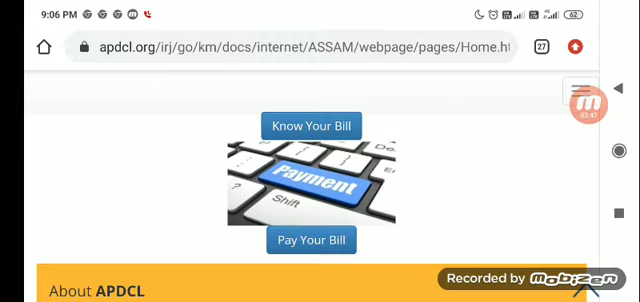 9:06 PM
62
apdcl.org/irj/go/km/docs/internet/ASSAM/webpage/pages/Home.ht
27
02:47
Know Your Bill
Payment
Shift
Pay Your Bill
About APDCL
Recorded by mobizen